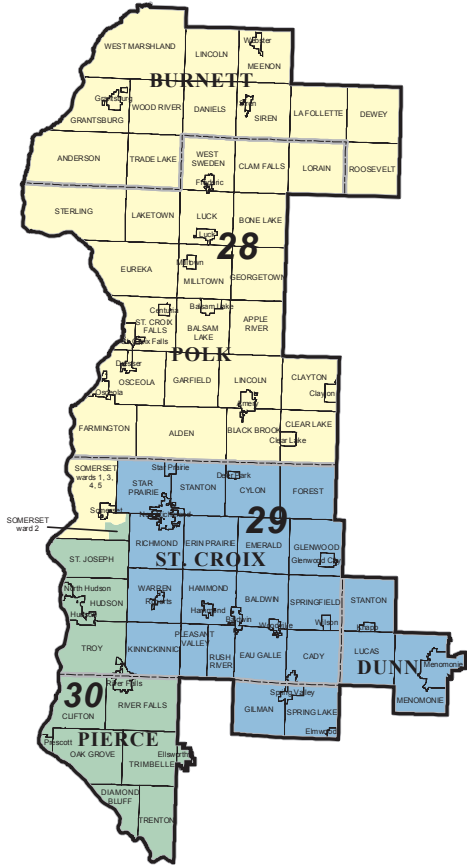 WEST MARSHLAND
LINCOLN
Webster
MEENON
BURNETT
Grantsburg
WOOD RIVER
DANIELS
Siren
SIREN
LA FOLLETTE
DEWEY
GRANTSBURG
ANDERSON
TRADE LAKE
WEST
SWEDEN
CLAM FALLS
LORAIN
ROOSEVELT
Frederic
STERLING
LAKETOWN
LUCK
BONE LAKE
Luck
28
EUREKA
Milltown
MILLTOWN
GEORGETOWN
Centuria
Balsam Lake
ST. CROIX
FALLS
BALSAM
LAKE
APPLE
RIVER
St. Croix Falls
POLK
Dresser
OSCEOLA
GARFIELD
LINCOLN
CLAYTON
Osceola
Clayton
Amery
FARMINGTON
ALDEN
BLACK BROOK
CLEAR LAKE
Clear Lake
SOMERSET
wards 1, 3,
4, 5
Star Prairie
STAR
PRAIRIE
STANTON
Deer Park
CYLON
FOREST
Somerset
New Richmond
29
SOMERSET
ward 2
RICHMOND
ERIN PRAIRIE
EMERALD
GLENWOOD
Glenwood City
ST. JOSEPH
ST. CROIX
North Hudson
HUDSON
Hudson
WARREN
Roberts
HAMMOND
Hammond
BALDWIN
Baldwin
Woodville
SPRINGFIELD
Wilson
STANTON
Knapp
TROY
KINNICKINNIC
PLEASANT
VALLEY
RUSH
RIVER
EAU GALLE
CADY
LUCAS
DUNN
Menomonie
MENOMONIE
River Falls
30
CLIFTON
RIVER FALLS
Spring Valley
GILMAN
SPRING LAKE
Elmwood
PIERCE
Prescott
OAK GROVE
Ellsworth
TRIMBELLE
DIAMOND
BLUFF
TRENTON